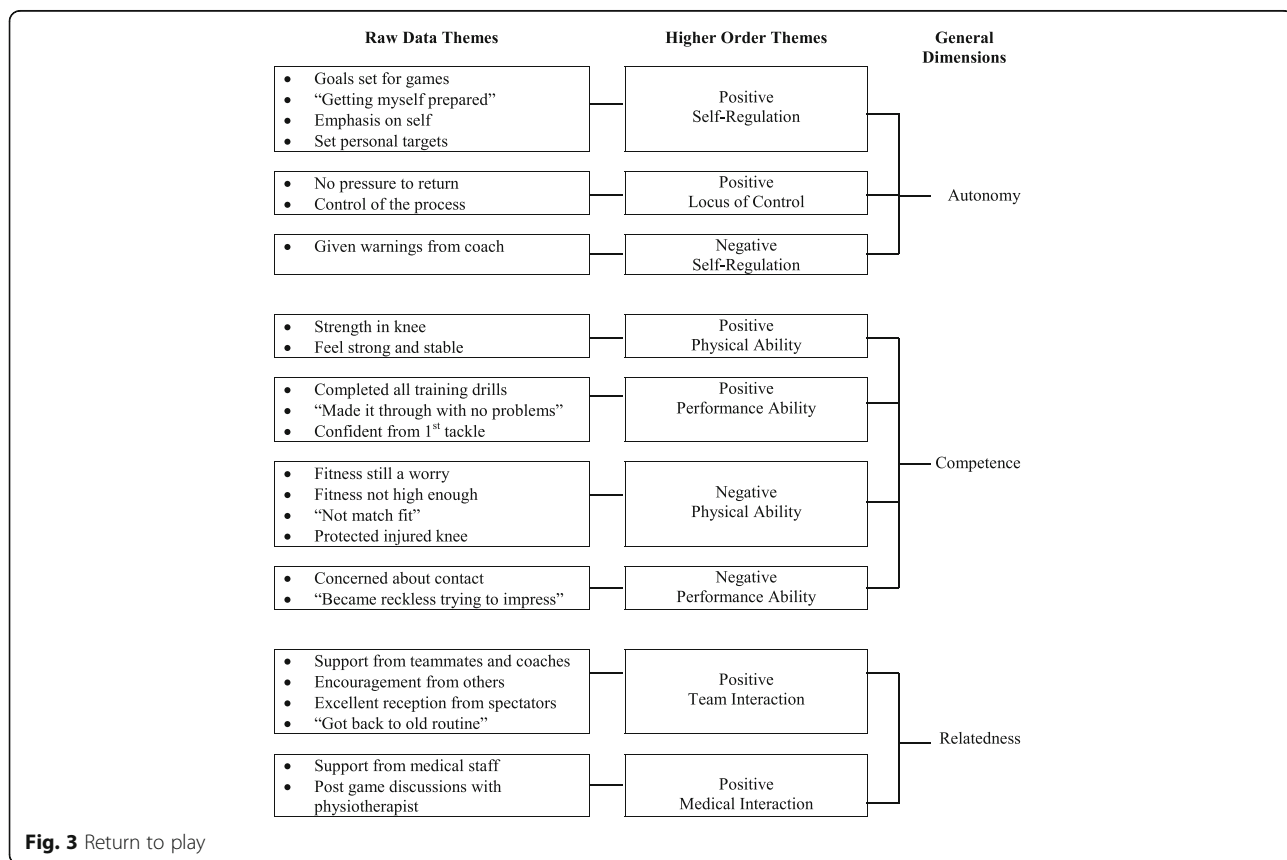 Raw Data Themes
Higher Order Themes
General
Dimensions
• Goals set for games
• “Getting myself prepared”
• Emphasis on self
• Set personal targets
Positive
Self-Regulation
• No pressure to return
• Control of the process
Positive
Locus of Control
• Given warnings from coach
Negative
Self-Regulation
Autonomy
• Strength in knee
• Feel strong and stable
Positive
Physical Ability
• Completed all training drills
• “Made it through with no problems”
• Confident from 1st tackle
Positive
Performance Ability
• Fitness still a worry
• Fitness not high enough
• “Not match fit”
• Protected injured knee
Negative
Physical Ability
• Concerned about contact
• “Became reckless trying to impress”
Negative
Performance Ability
Competence
• Support from teammates and coaches
• Encouragement from others
• Excellent reception from spectators
• “Got back to old routine”
Positive
Team Interaction
• Support from medical staff
• Post game discussions with
physiotherapist
Positive
Medical Interaction
Relatedness
Fig. 3 Return to play